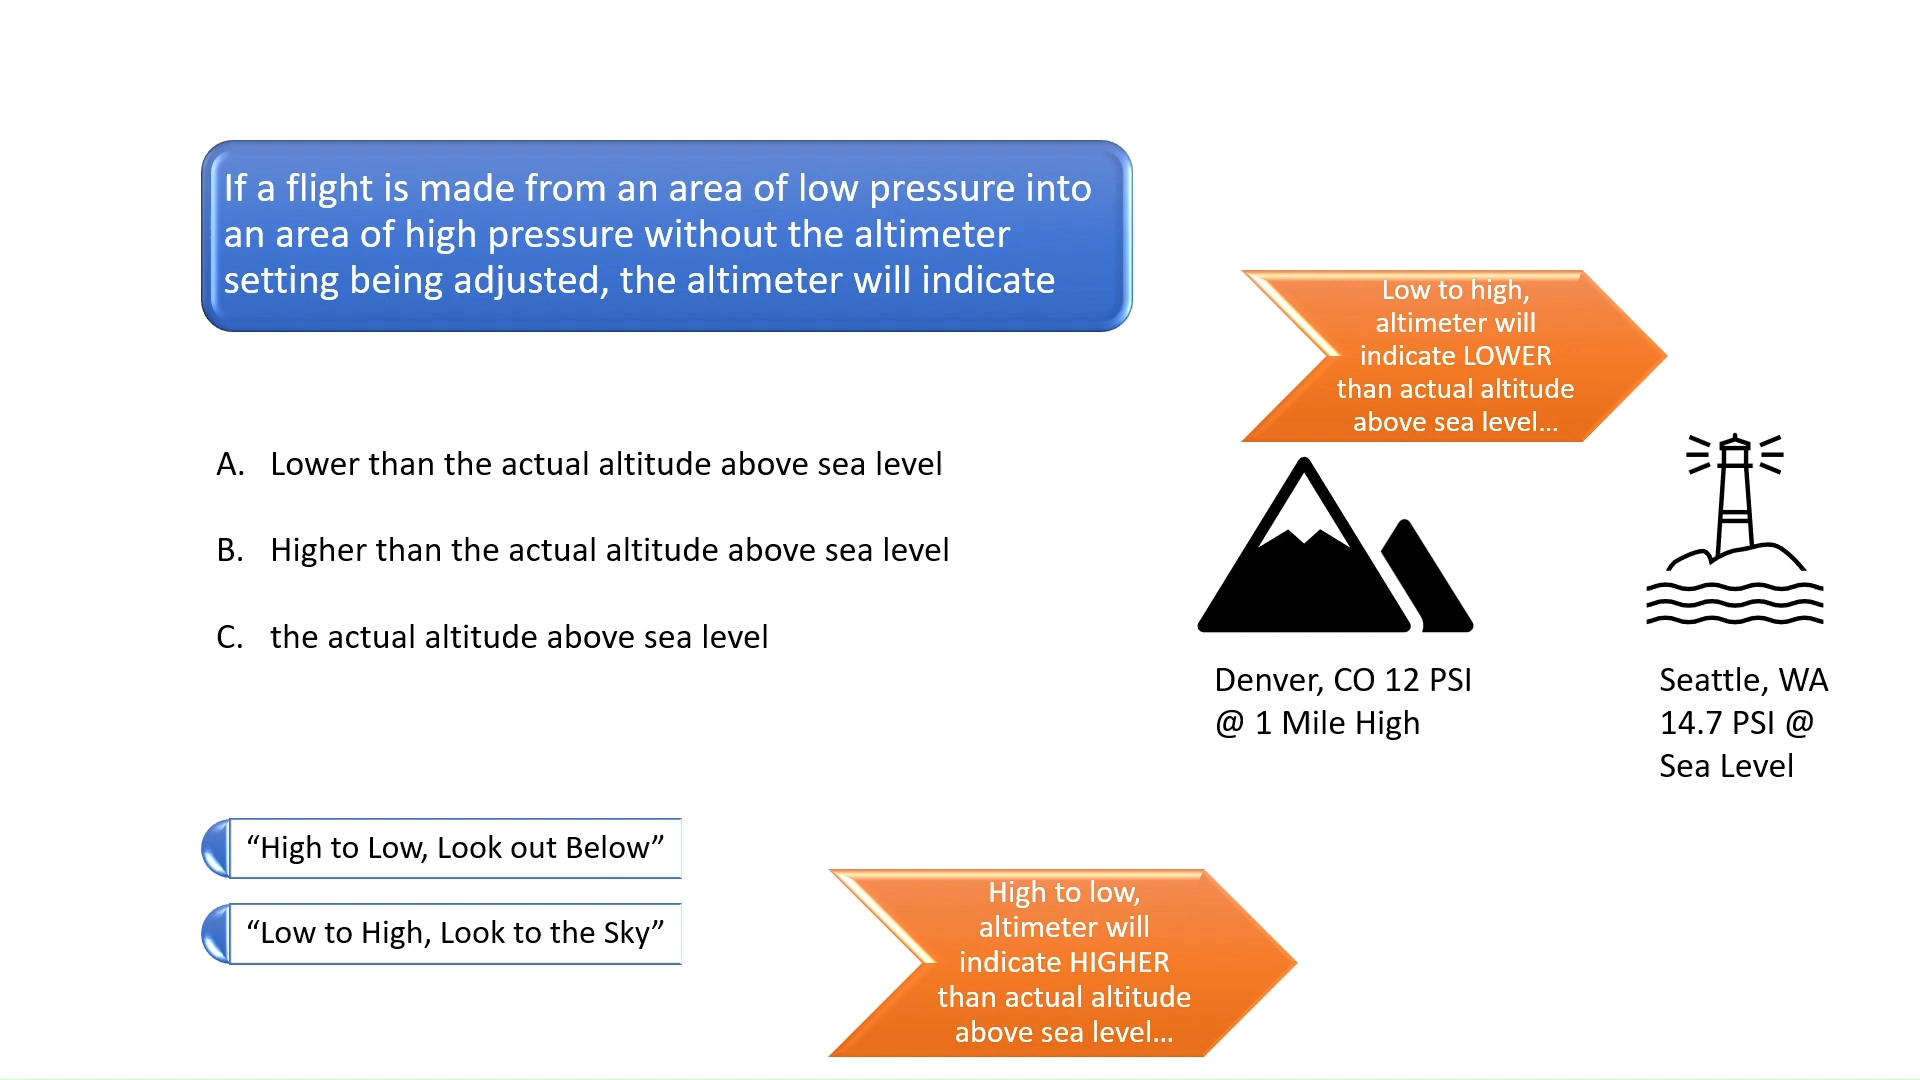 If a flight is made from an area of low pressure into
an area of high pressure without the altimeter
setting being adjusted, the altimeter will indicate
A. Lower than the actual altitude above sea level
B. Higher than the actual altitude above sea level
C. the actual altitude above sea level
Low to high,
altimeter will
indicate LOWER
than actual altitude
above sea level...
Denver, CO 12 PSI
@ 1 Mile High
Seattle, WA
14.7 PSI @
Sea Level
“High to Low, Look out Below”
“Low to High, Look to the Sky”
High to low,
altimeter will
indicate HIGHER
than actual altitude
above sea level...